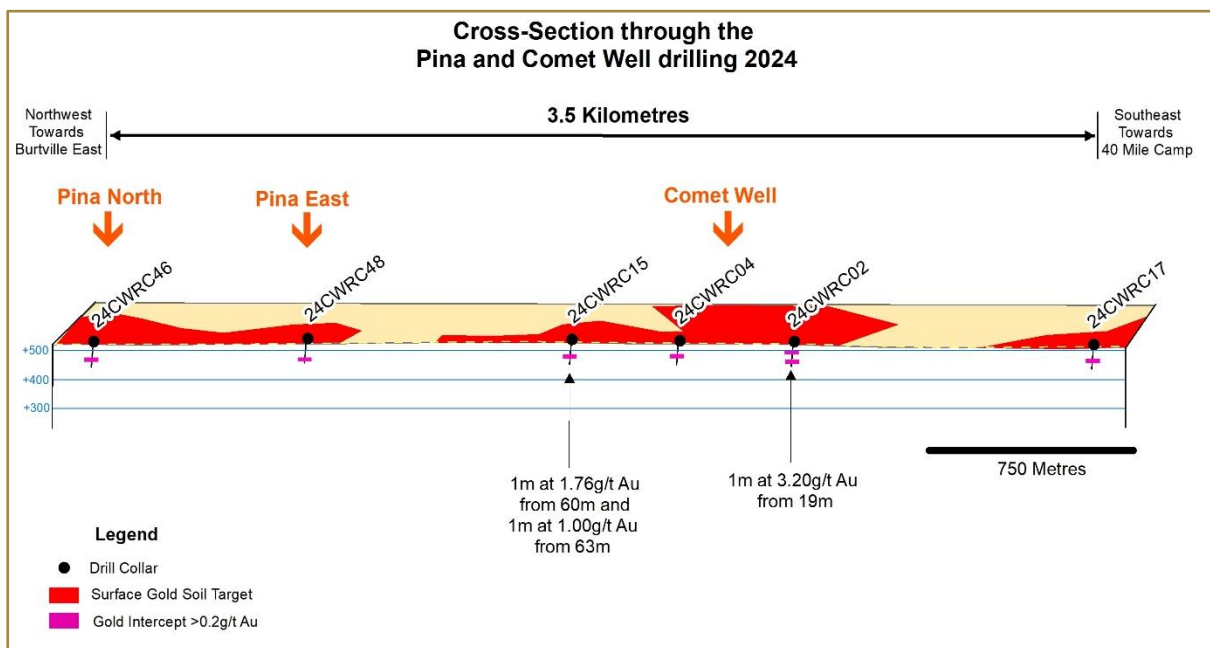 Cross-Section through the
Pina and Comet Well drilling 2024
Northwest
Towards
Burtville East
3.5 Kilometres
Southeast
Towards
40 Mile Camp
Pina North
Pina East
Comet Well
24CWRC46
24CWRC48
24CWRC15
24CWRC04
24CWRC02
24CWRC17
+500
+400
+300
1m at 1.76g/t Au
from 60m and
1m at 1.00g/t Au
from 63m
1m at 3.20g/t Au
from 19m
750 Metres
Legend
Drill Collar
Surface Gold Soil Target
Gold Intercept >0.2g/t Au